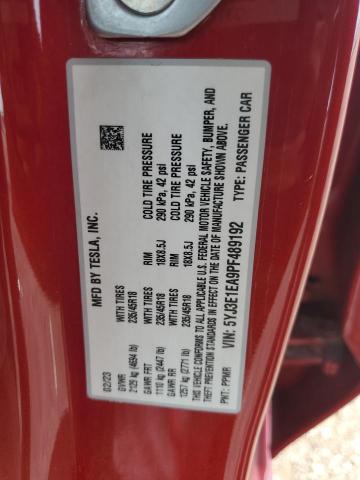 MFD BY TESLA, INC.
02/23
GVWR WITH TIRES RIM COLD TIRE PRESSURE
2129 kg (4694 lb) 235/45R18 18X8.5J 290 kPa, 42 psi
GAWR FRT WITH TIRES RIM COLD TIRE PRESSURE
1110 kg (2447 lb) 235/45R18 18X8.5J 290 kPa, 42 psi
GAWR RR
1257 kg (2771 lb)
THIS VEHICLE CONFORMS TO ALL APPLICABLE U.S. FEDERAL MOTOR VEHICLE SAFETY, BUMPER, AND
THEFT PREVENTION STANDARDS IN EFFECT ON THE DATE OF MANUFACTURE SHOWN ABOVE.
VIN: 5YJ3E1EA9PF489192
PWT: PPMR TYPE: PASSENGER CAR